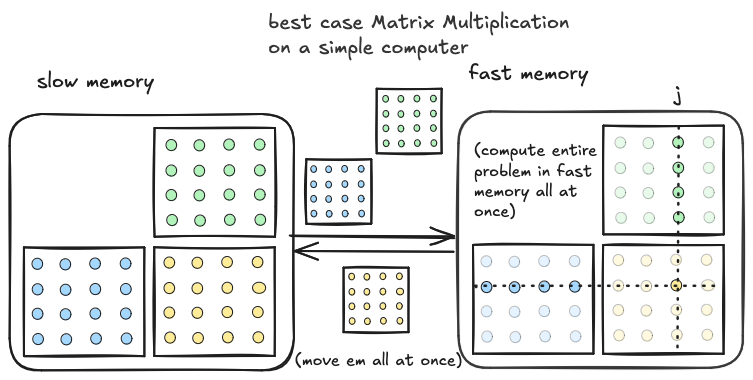 best case Matrix Multiplication
on a simple computer
slow memory
fast memory
j
(compute entire
problem in fast
memory all at
once)
(move em all at once)